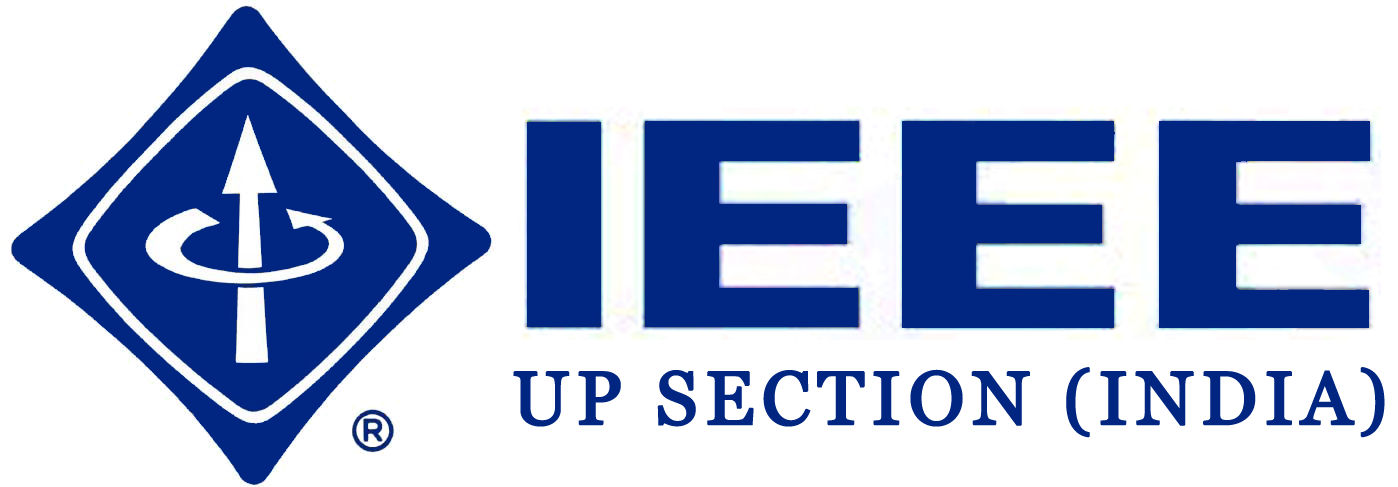 IEEE
UP SECTION (INDIA)
®